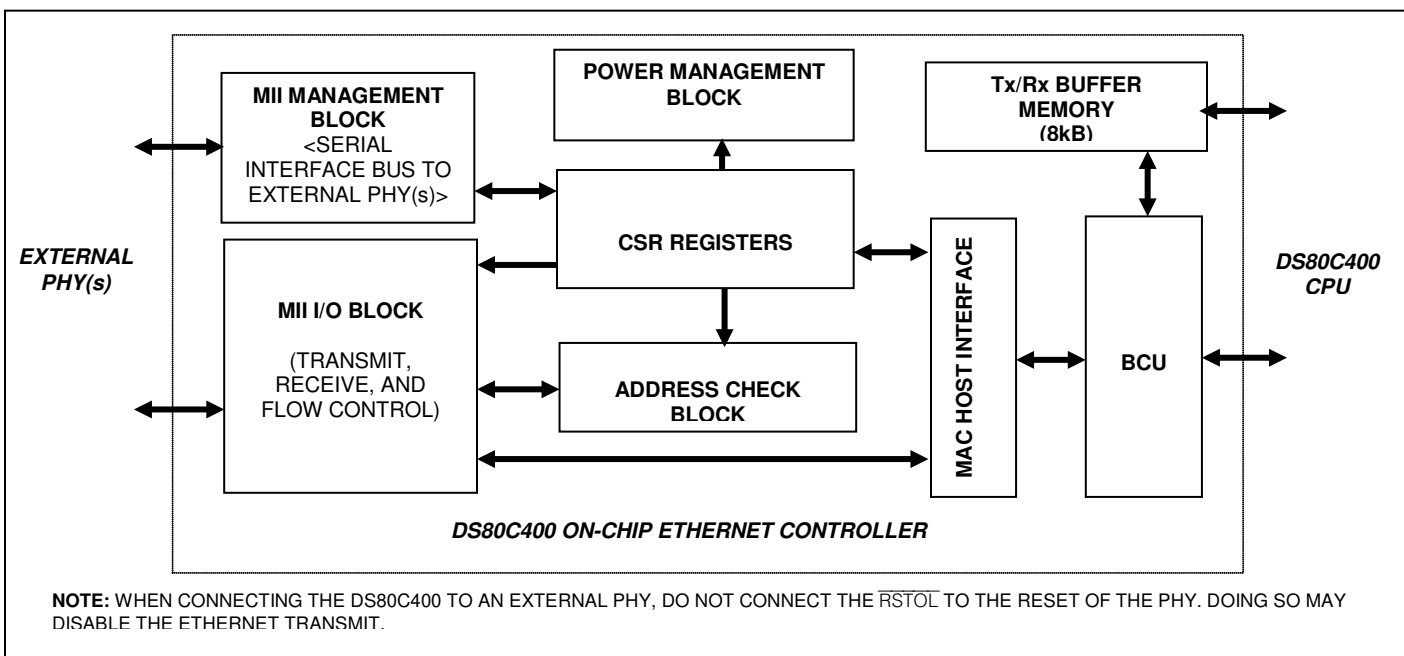 MII MANAGEMENT
BLOCK
<SERIAL
INTERFACE BUS TO
EXTERNAL PHY(s)>
POWER MANAGEMENT
BLOCK
Tx/Rx BUFFER
MEMORY
(8kB)
EXTERNAL
PHY(s)
CSR REGISTERS
MII I/O BLOCK
(TRANSMIT,
RECEIVE, AND
FLOW CONTROL)
ADDRESS CHECK
BLOCK
MAC HOST INTERFACE
BCU
DS80C400
CPU
DS80C400 ON-CHIP ETHERNET CONTROLLER
NOTE: WHEN CONNECTING THE DS80C400 TO AN EXTERNAL PHY, DO NOT CONNECT THE R̅S̅T̅O̅L̅ TO THE RESET OF THE PHY. DOING SO MAY
DISABLE THE ETHERNET TRANSMIT.